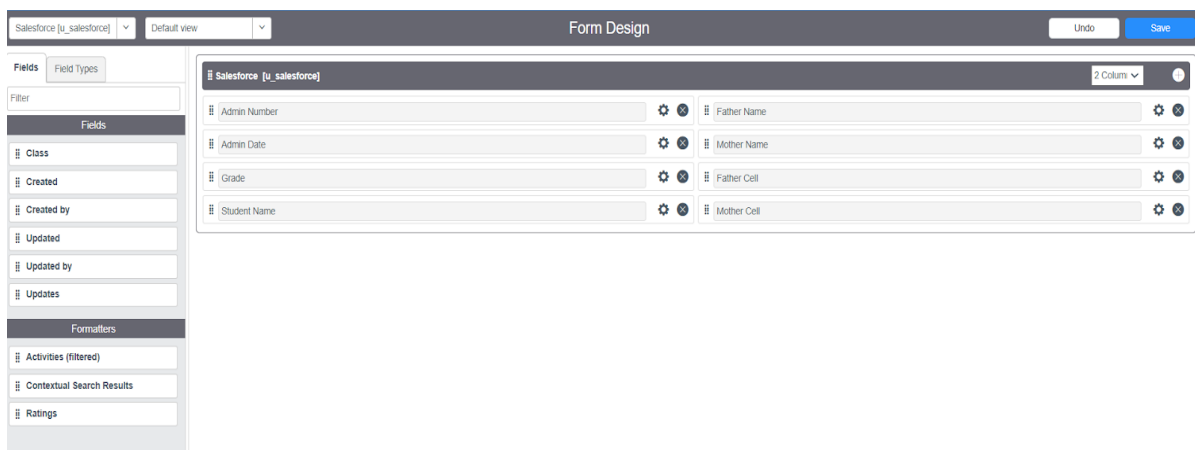 Salesforce [u_salesforce] Default view Form Design Undo Save
Fields Field Types
Filter
Fields
Class
Created
Created by
Updated
Updated by
Updates
Formatters
Activities (filtered)
Contextual Search Results
Ratings
Salesforce [u_salesforce] 2 Colum
Admin Number Father Name
Admin Date Mother Name
Grade Father Cell
Student Name Mother Cell